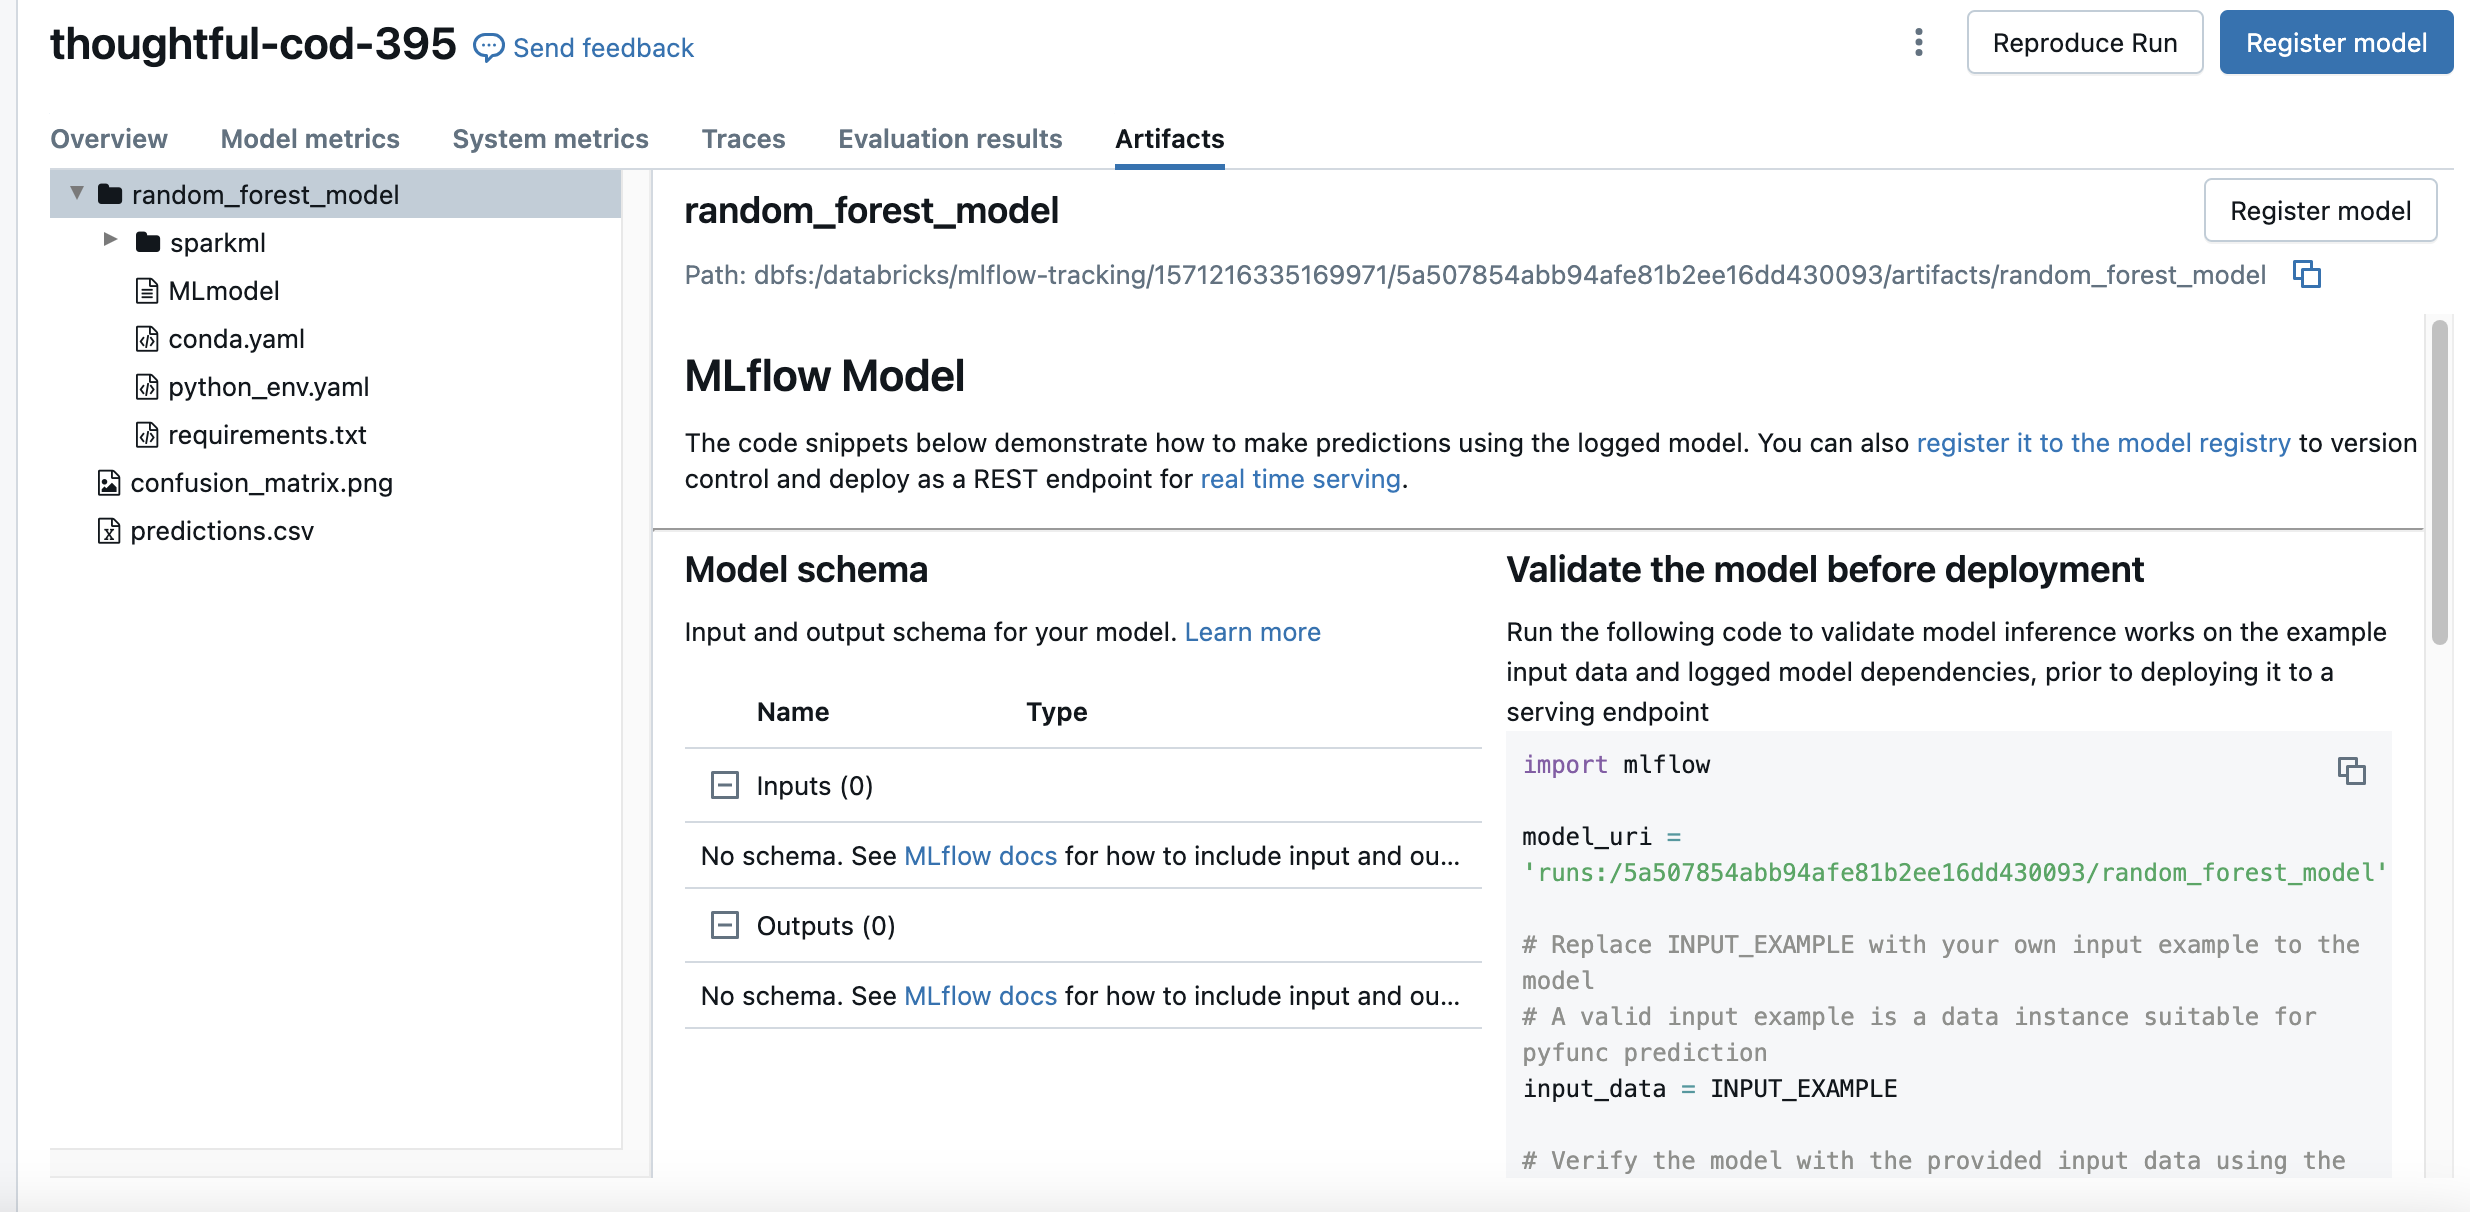 thoughtful-cod-395 Send feedback
Reproduce Run
Register model
Overview Model metrics System metrics Traces Evaluation results Artifacts
random_forest_model
sparkml
MLmodel
conda.yaml
python_env.yaml
requirements.txt
confusion_matrix.png
predictions.csv
random_forest_model
Register model
Path: dbfs:/databricks/mlflow-tracking/1571216335169971/5a507854abb94afe81b2ee16dd430093/artifacts/random_forest_model
MLflow Model
The code snippets below demonstrate how to make predictions using the logged model. You can also register it to the model registry to version
control and deploy as a REST endpoint for real time serving.
Model schema
Input and output schema for your model. Learn more
Name Type
Inputs (0)
No schema. See MLflow docs for how to include input and ou...
Outputs (0)
No schema. See MLflow docs for how to include input and ou...
Validate the model before deployment
Run the following code to validate model inference works on the example
input data and logged model dependencies, prior to deploying it to a
serving endpoint
import mlflow
model_uri =
'runs:/5a507854abb94afe81b2ee16dd430093/random_forest_model'
# Replace INPUT_EXAMPLE with your own input example to the
model
# A valid input example is a data instance suitable for
pyfunc prediction
input_data = INPUT_EXAMPLE
# Verify the model with the provided input data using the